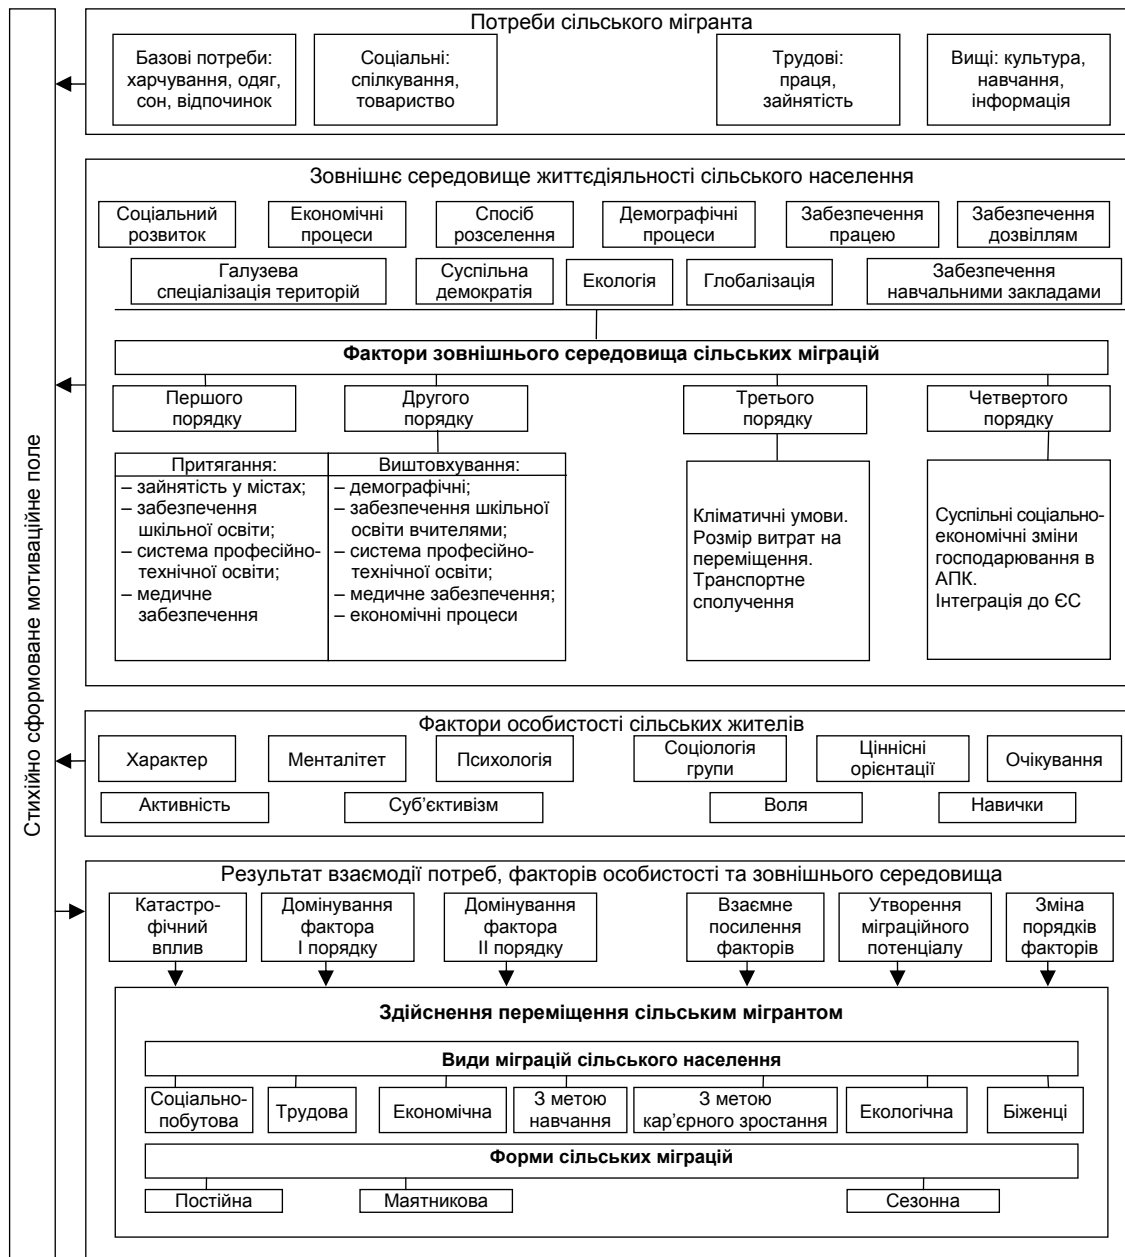 Стихійно сформоване мотиваційне поле
Потреби сільського мігранта
Базові потреби:
харчування, одяг,
сон, відпочинок
Соціальні:
спілкування,
товариство
Трудові:
праця,
зайнятість
Вищі: культура,
навчання,
інформація
Зовнішнє середовище життєдіяльності сільського населення
Соціальний
розвиток
Економічні
процеси
Спосіб
розселення
Демографічні
процеси
Забезпечення
працею
Забезпечення
дозвіллям
Галузева
спеціалізація територій
Суспільна
демократія
Екологія
Глобалізація
Забезпечення
навчальними закладами
Фактори зовнішнього середовища сільських міграцій
Першого
порядку
Другого
порядку
Третього
порядку
Четвертого
порядку
Притягання:
– зайнятість у містах;
– забезпечення
шкільної освіти;
– система професійно-
технічної освіти;
– медичне
забезпечення
Виштовхування:
– демографічні;
– забезпечення шкільної
освіти вчителями;
– система професійно-
технічної освіти;
– медичне забезпечення;
– економічні процеси
Кліматичні умови.
Розмір витрат на
переміщення.
Транспортне
сполучення
Суспільні соціально-
економічні зміни
господарювання в
АПК.
Інтеграція до ЄС
Фактори особистості сільських жителів
Характер
Менталітет
Психологія
Соціологія
групи
Ціннісні
орієнтації
Очікування
Активність
Суб’єктивізм
Воля
Навички
Результат взаємодії потреб, факторів особистості та зовнішнього середовища
Катастро-
фічний
вплив
Домінування
фактора
I порядку
Домінування
фактора
II порядку
Взаємне
посилення
факторів
Утворення
міграційного
потенціалу
Зміна
порядків
факторів
Здійснення переміщення сільським мігрантом
Види міграцій сільського населення
Соціально-
побутова
Трудова
Економічна
З метою
навчання
З метою
кар’єрного зростання
Екологічна
Біженці
Форми сільських міграцій
Постійна
Маятникова
Сезонна